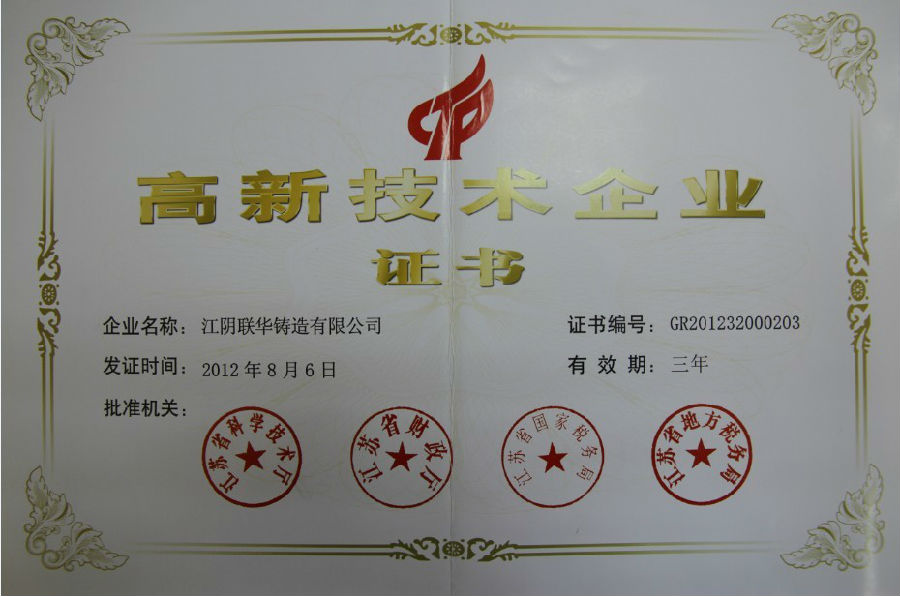 高新技术企业
证书
企业名称：江阴联华铸造有限公司
证书编号：GR201232000203
发证时间：2012年8月6日
有效期：三年
批准机关：
江苏省科学技术厅
江苏省财政厅
江苏省国家税务局
江苏省地方税务局